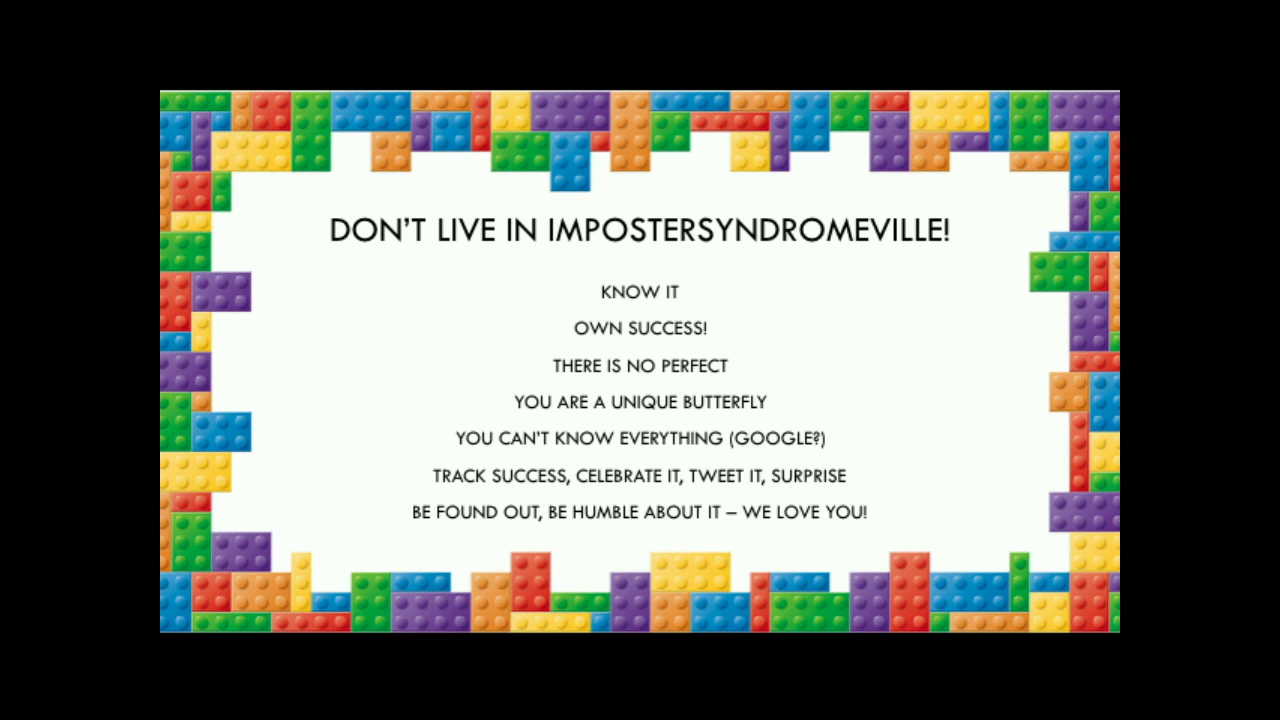 DON’T LIVE IN IMPOSTERSYNDROMEVILLE!
KNOW IT
OWN SUCCESS!
THERE IS NO PERFECT
YOU ARE A UNIQUE BUTTERFLY
YOU CAN’T KNOW EVERYTHING (GOOGLE?)
TRACK SUCCESS, CELEBRATE IT, TWEET IT, SURPRISE
BE FOUND OUT, BE HUMBLE ABOUT IT – WE LOVE YOU!